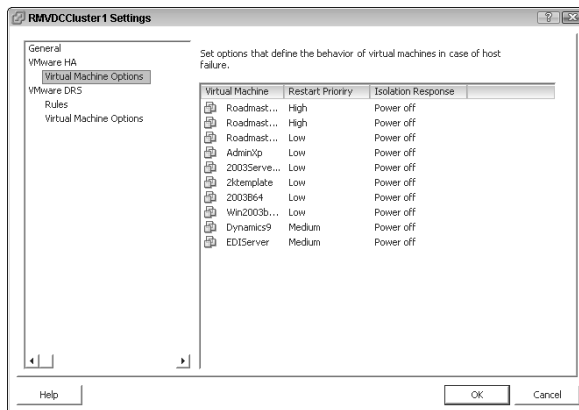 RMVDCCluster1 Settings
General
VMware HA
Virtual Machine Options
VMware DRS
Rules
Virtual Machine Options
Set options that define the behavior of virtual machines in case of host
failure.
Virtual Machine Restart Prioriry Isolation Response
Roadmast... High Power off
Roadmast... High Power off
Roadmast... Low Power off
AdminXp Low Power off
2003Serve... Low Power off
2ktemplate Low Power off
2003B64 Low Power off
Win2003b... Low Power off
Dynamics9 Medium Power off
EDIServer Medium Power off
Help OK Cancel